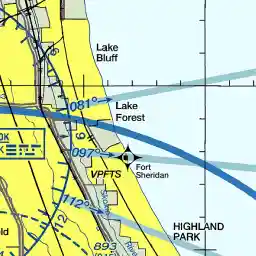 Lake
Bluff
081°
Lake
Forest
097°
Fort
Sheridan
VPFTS
112°
HIGHLAND
PARK
893